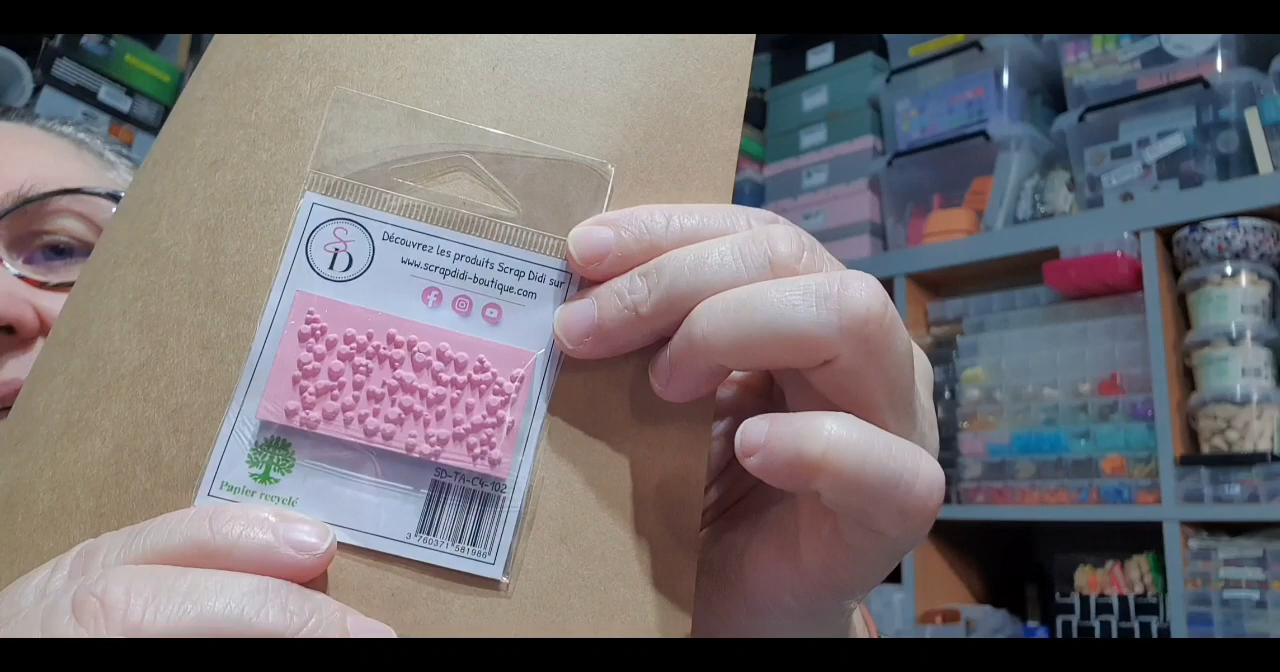 SD
Découvrez les produits Scrap Didi sur
www.scrapdidi-boutique.com
Papier recyclé
SD-TA-C4-102
3 760371 581986